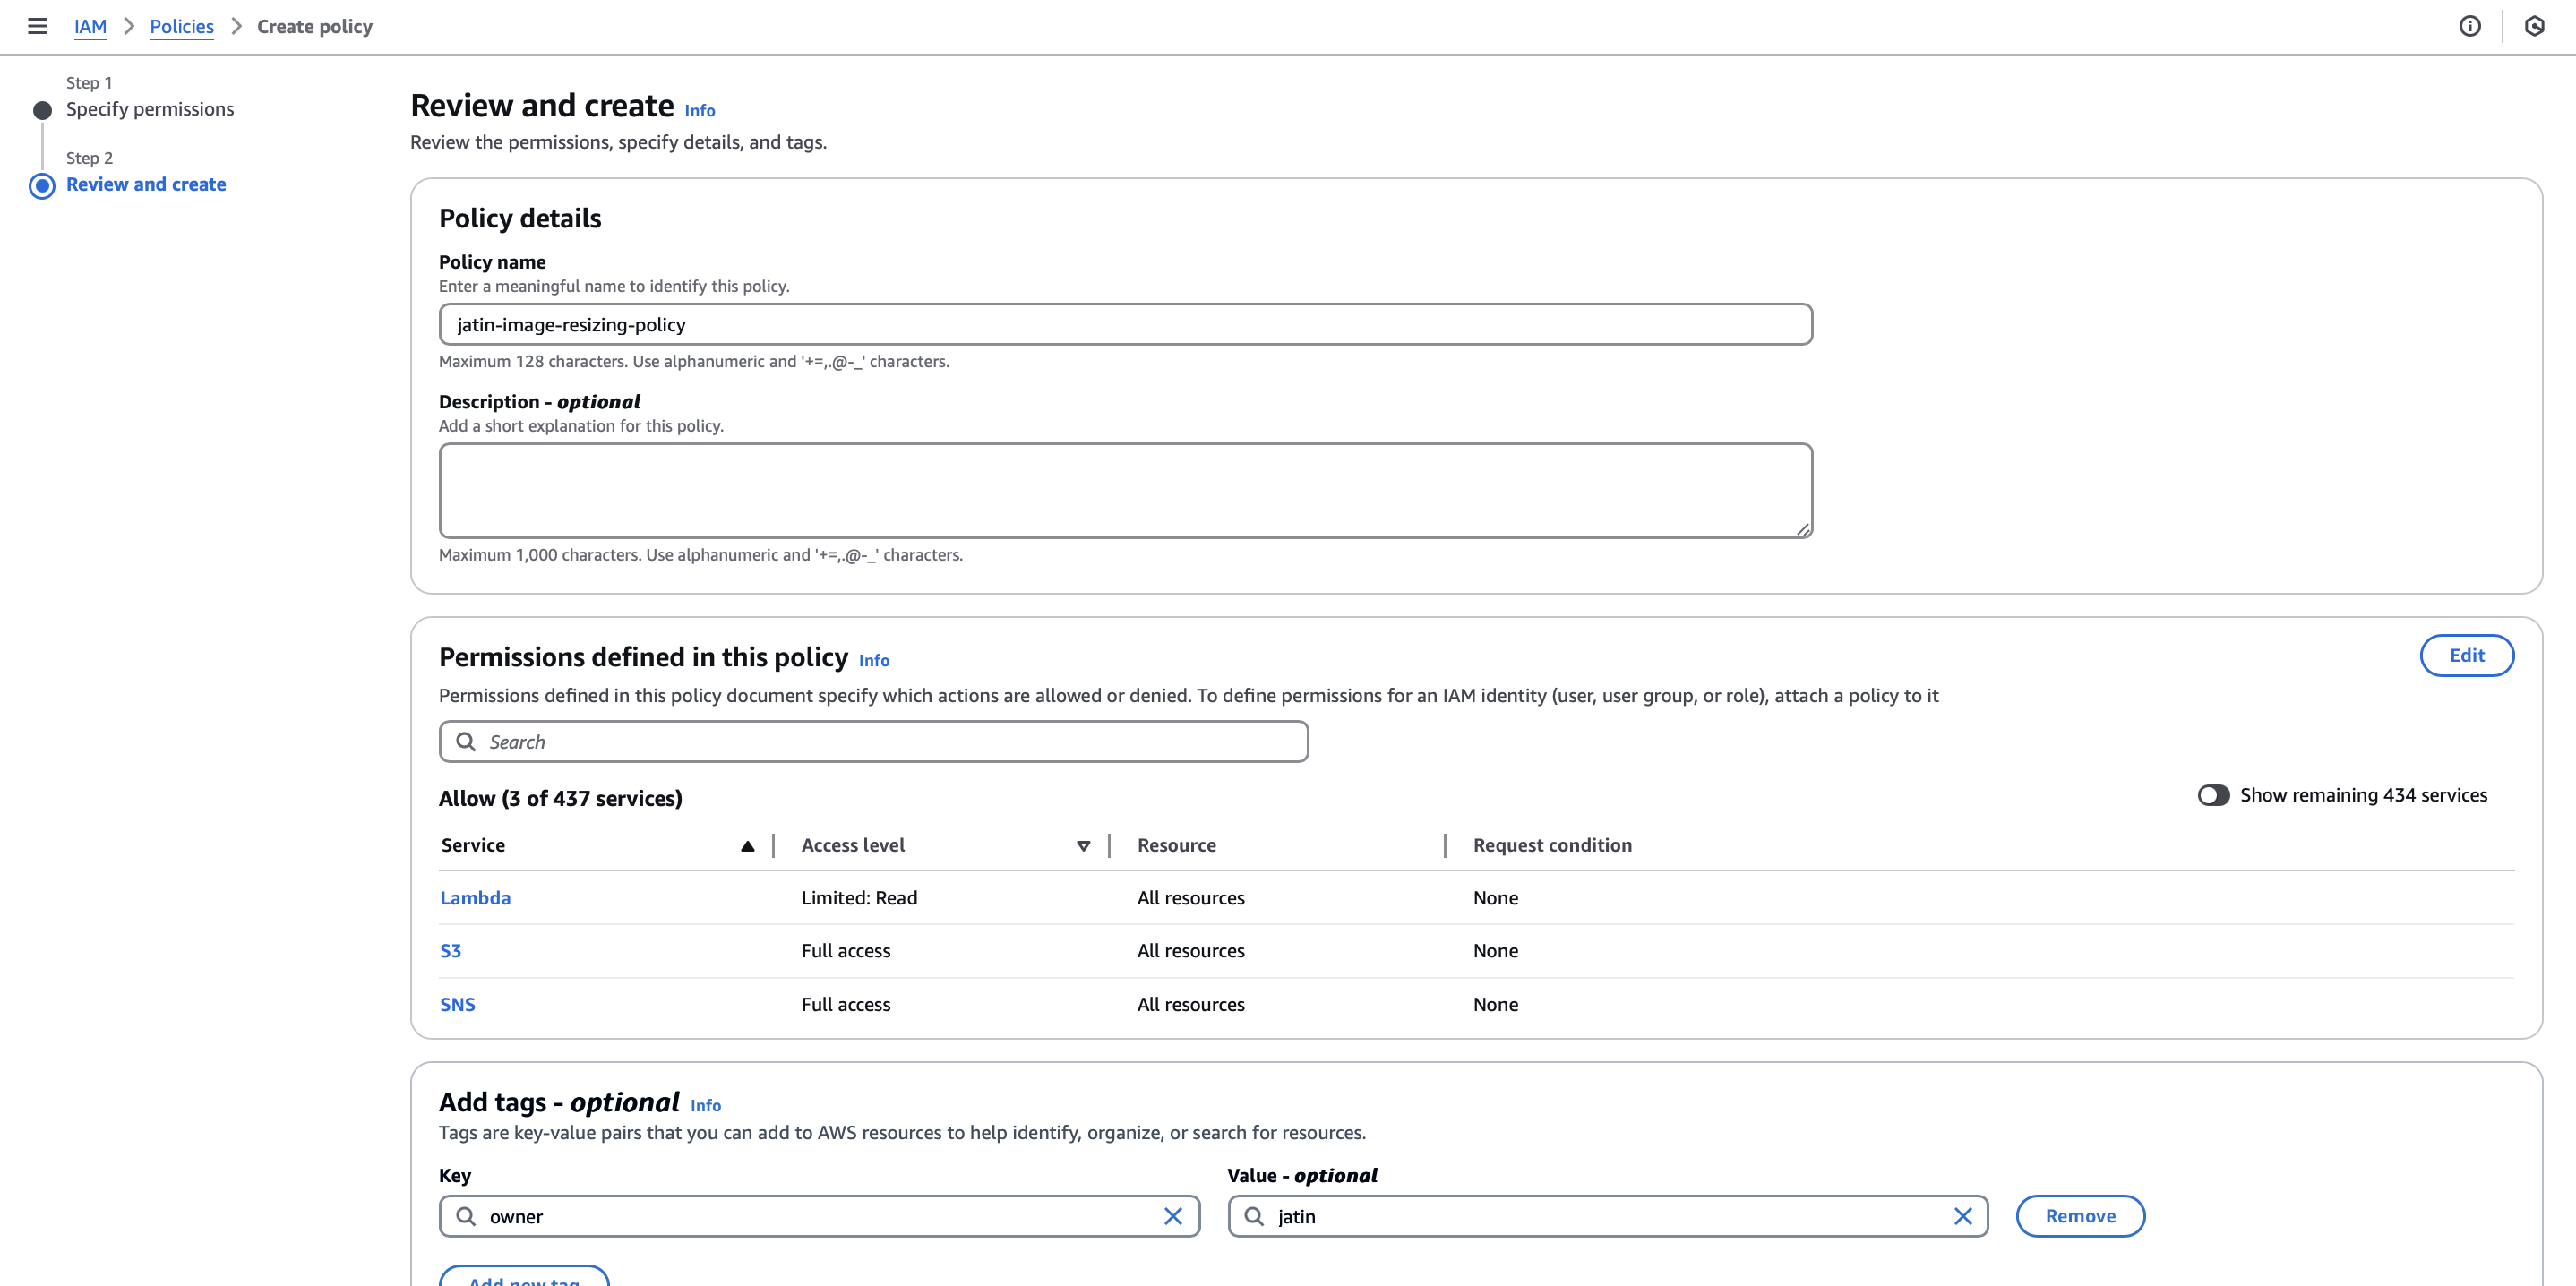 IAM > Policies > Create policy
Step 1
Specify permissions
Step 2
Review and create
Review and create Info
Review the permissions, specify details, and tags.
Policy details
Policy name
Enter a meaningful name to identify this policy.
jatin-image-resizing-policy
Maximum 128 characters. Use alphanumeric and '+=,.@-_' characters.
Description - optional
Add a short explanation for this policy.
Maximum 1,000 characters. Use alphanumeric and '+=,.@-_' characters.
Permissions defined in this policy Info
Edit
Permissions defined in this policy document specify which actions are allowed or denied. To define permissions for an IAM identity (user, user group, or role), attach a policy to it
Search
Allow (3 of 437 services)
Show remaining 434 services
Service Access level Resource Request condition
Lambda Limited: Read All resources None
S3 Full access All resources None
SNS Full access All resources None
Add tags - optional Info
Tags are key-value pairs that you can add to AWS resources to help identify, organize, or search for resources.
Key Value - optional
owner jatin Remove
Add new tag